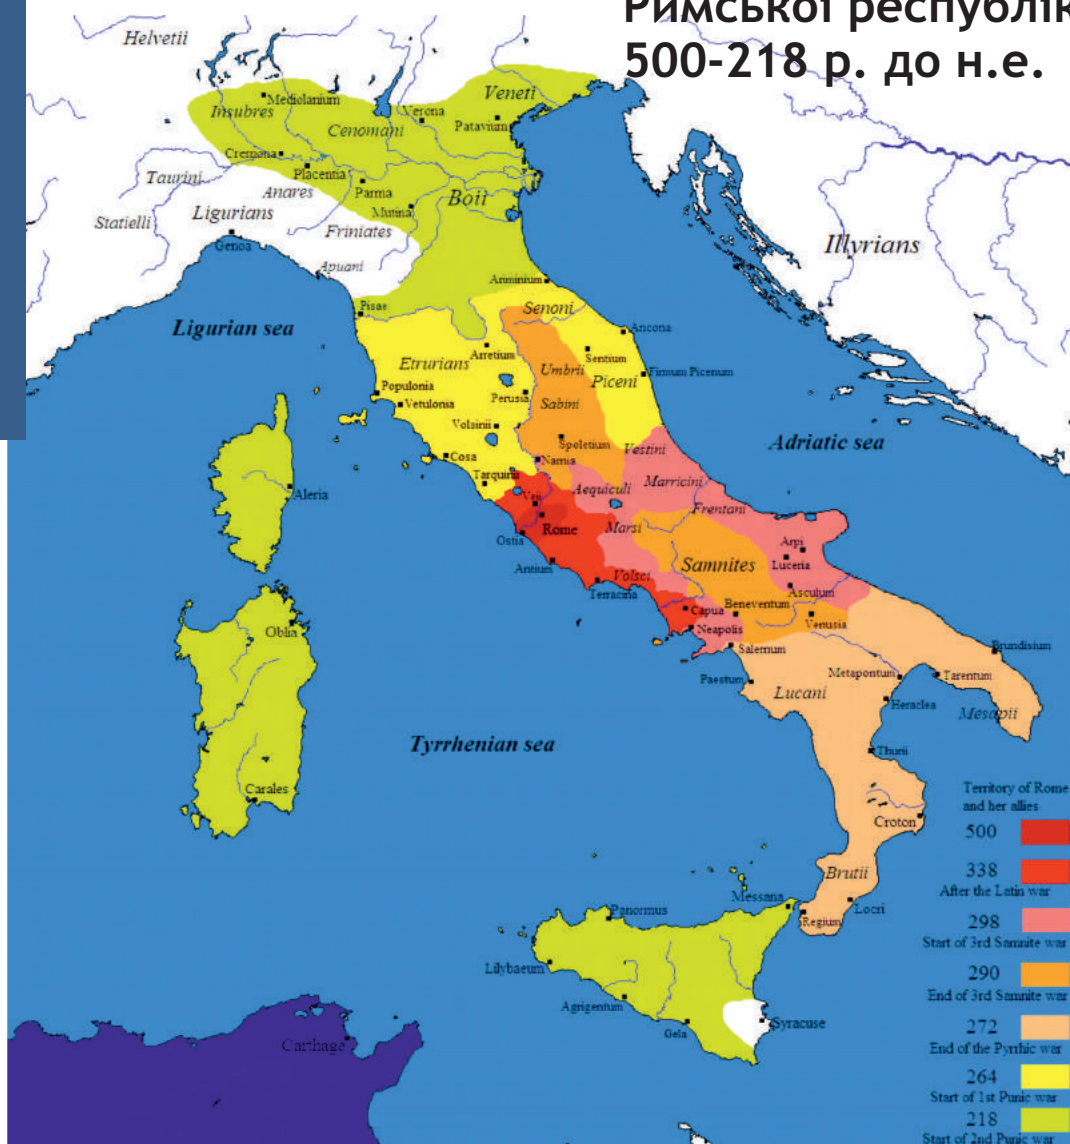 Римської республік
500-218 р. до н.е.
Helvetii
Insubres
Mediolanium
Cenomani
Verona
Veneti
Patavium
Cremona
Placentia
Taurini
Anares
Parma
Boii
Statielli
Ligurians
Mutina
Friniates
Genoa
Apuani
Illyrians
Ariminium
Pisae
Senoni
Ligurian sea
Ancona
Etrurians
Arretium
Sentium
Umbrii
Piceni
Firmum Picenum
Populonia
Perusia
Vetulonia
Sabini
Volsinii
Spoletium
Vestini
Adriatic sea
Cosa
Narnia
Tarquinii
Aequiculi
Marricini
Aleria
Veii
Frentani
Rome
Marsi
Ostia
Arpi
Samnites
Luceria
Antium
Volsci
Asculum
Terracina
Beneventum
Capua
Venusia
Neapolis
Oblia
Salernum
Brundisium
Paestum
Metapontum
Tarentum
Lucani
Heraclea
Mesapii
Tyrrhenian sea
Thurii
Carales
Croton
Brutii
Messana
Locri
Panormus
Regium
Lilybaeum
Agrigentum
Gela
Syracuse
Carthage
Territory of Rome
and her allies
500
338
After the Latin war
298
Start of 3rd Samnite war
290
End of 3rd Samnite war
272
End of the Pyrrhic war
264
Start of 1st Punic war
218
Start of 2nd Punic war